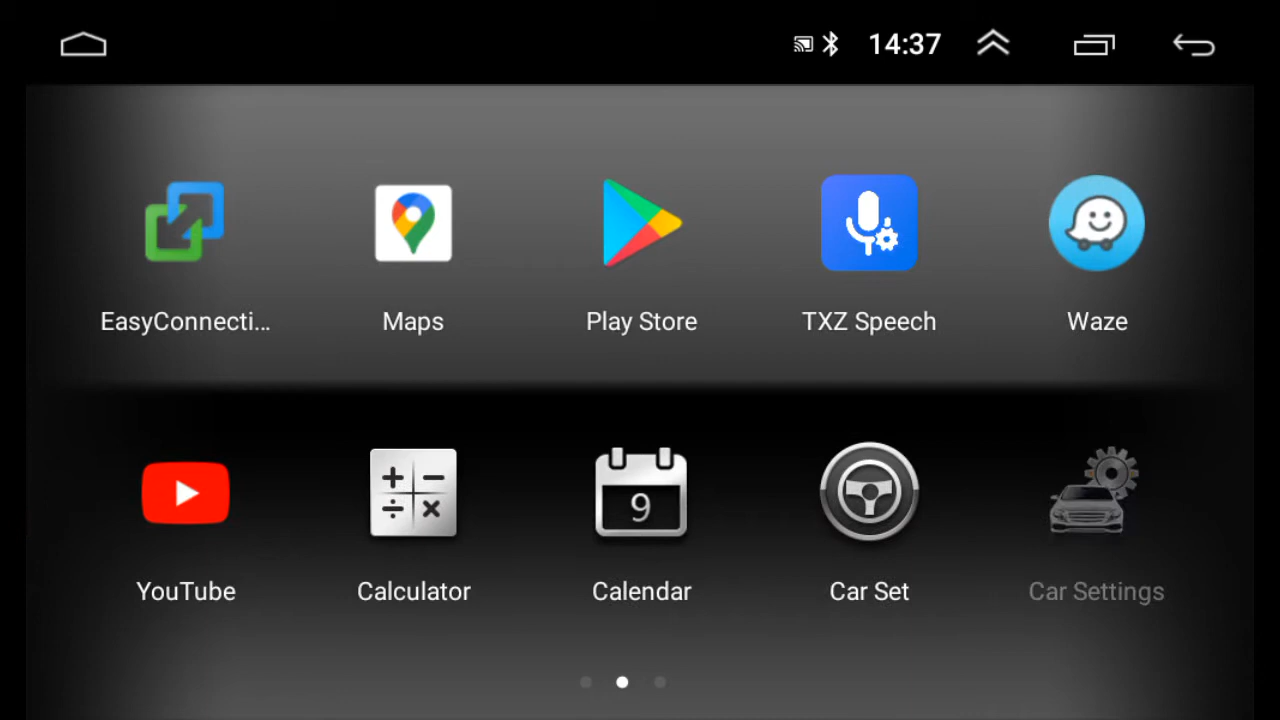 14:37
EasyConnecti...
Maps
Play Store
TXZ Speech
Waze
9
YouTube
Calculator
Calendar
Car Set
Car Settings